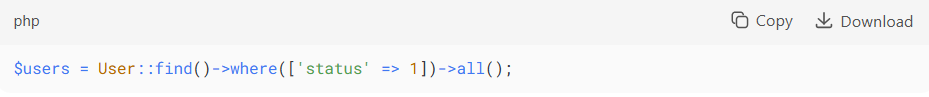 php Copy Download
$users = User::find()->where(['status' => 1])->all();